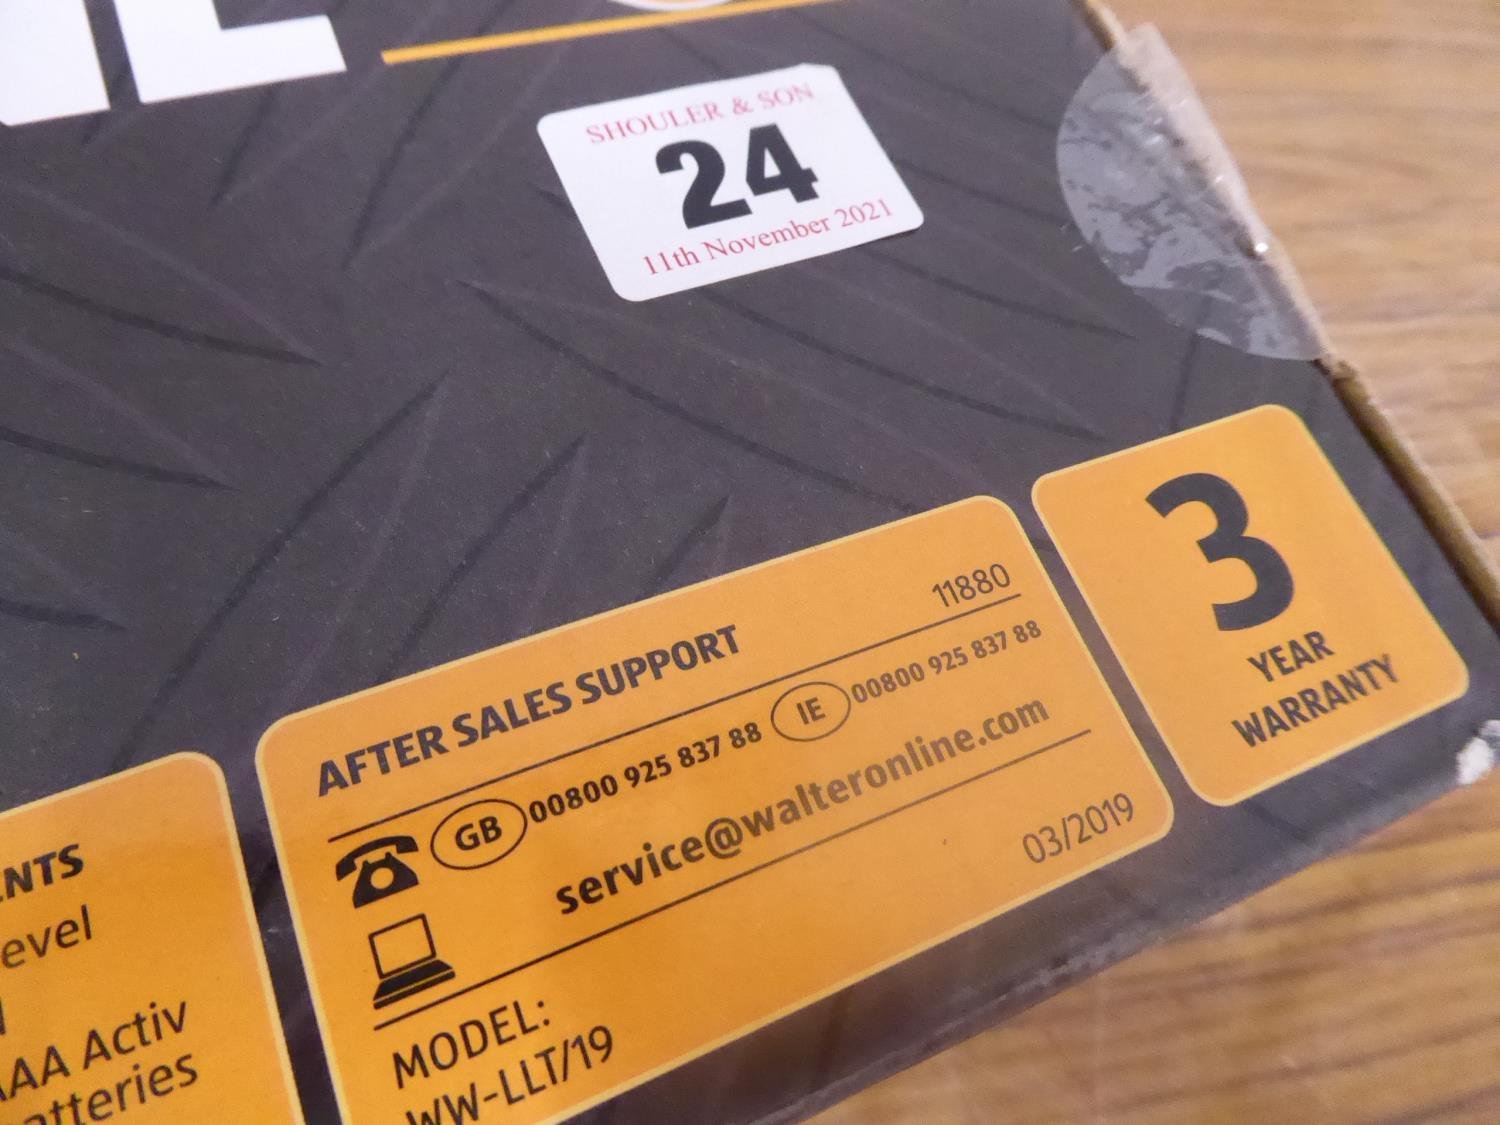 SHOULER & SON
24
11th November 2021
3
YEAR
WARRANTY
AFTER SALES SUPPORT 11880
GB 00800 925 837 88 IE 00800 925 837 88
service@walteronline.com
MODEL: 03/2019
WW-LLT/19
ENTS
evel
AAA Activ
atteries